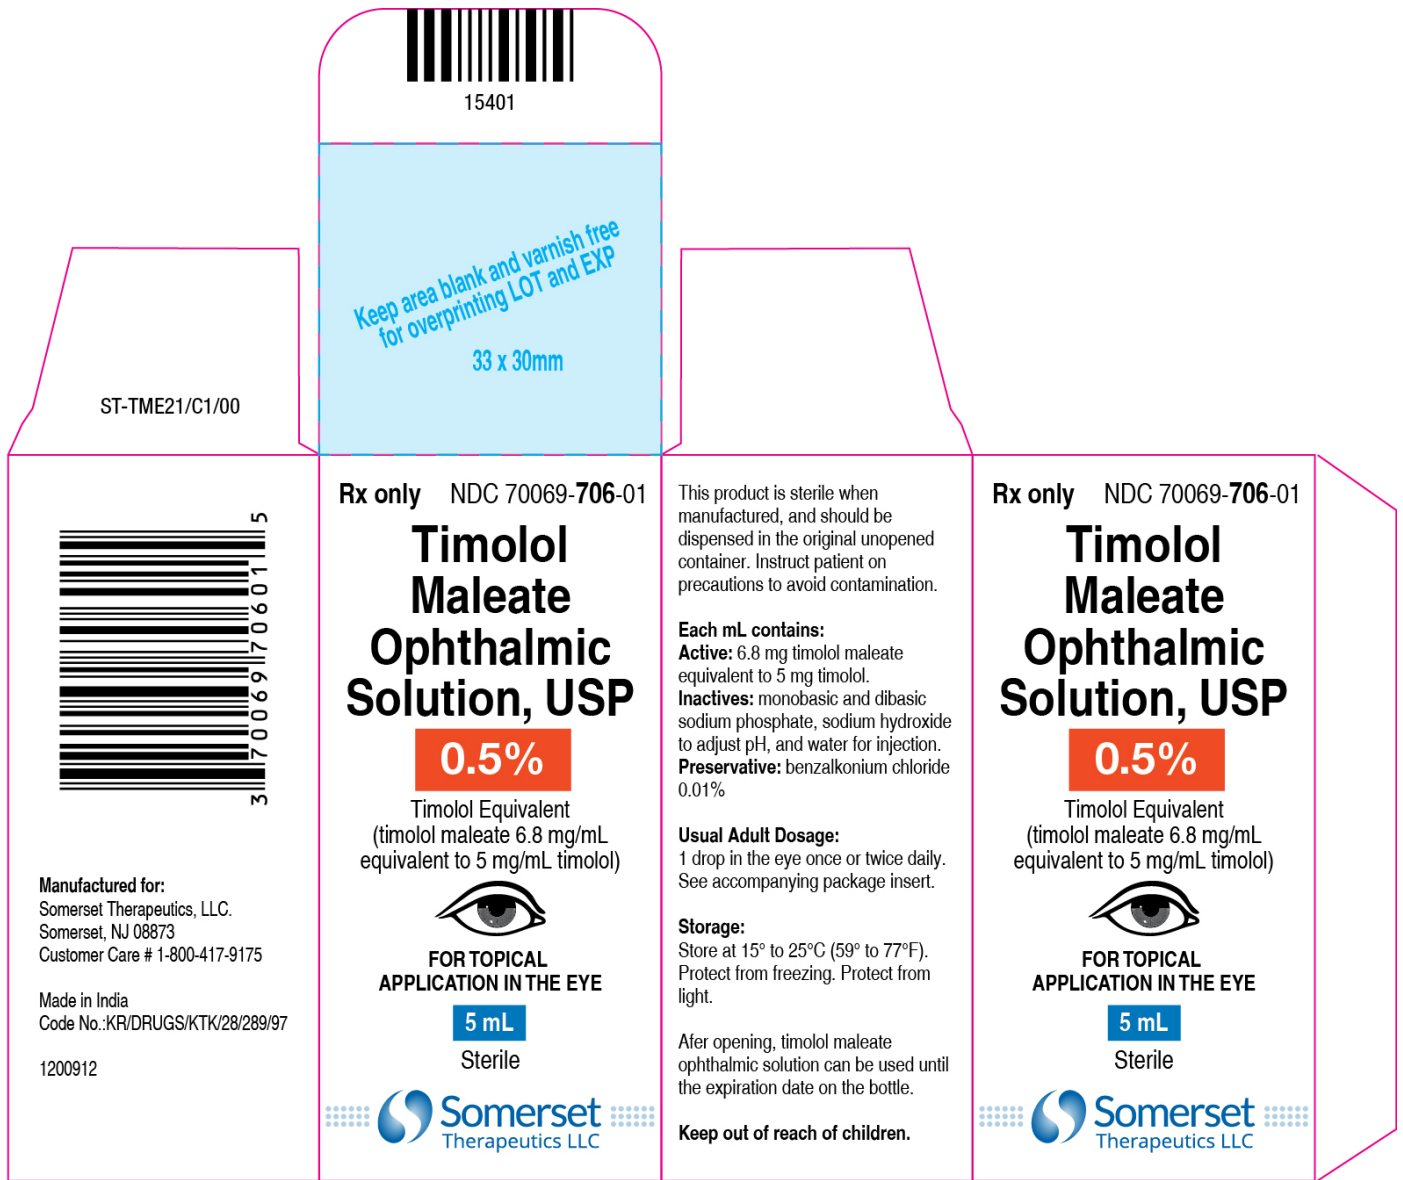 15401
Keep area blank and varnish free
for overprinting LOT and EXP
33 x 30mm
ST-TME21/C1/00
3 70069 70601 5
Manufactured for:
Somerset Therapeutics, LLC.
Somerset, NJ 08873
Customer Care # 1-800-417-9175
Made in India
Code No.:KR/DRUGS/KTK/28/289/97
1200912
Rx only NDC 70069-706-01
Timolol
Maleate
Ophthalmic
Solution, USP
0.5%
Timolol Equivalent
(timolol maleate 6.8 mg/mL
equivalent to 5 mg/mL timolol)
FOR TOPICAL
APPLICATION IN THE EYE
5 mL
Sterile
Somerset
Therapeutics LLC
This product is sterile when
manufactured, and should be
dispensed in the original unopened
container. Instruct patient on
precautions to avoid contamination.
Each mL contains:
Active: 6.8 mg timolol maleate
equivalent to 5 mg timolol.
Inactives: monobasic and dibasic
sodium phosphate, sodium hydroxide
to adjust pH, and water for injection.
Preservative: benzalkonium chloride
0.01%
Usual Adult Dosage:
1 drop in the eye once or twice daily.
See accompanying package insert.
Storage:
Store at 15° to 25°C (59° to 77°F).
Protect from freezing. Protect from
light.
Afer opening, timolol maleate
ophthalmic solution can be used until
the expiration date on the bottle.
Keep out of reach of children.
Rx only NDC 70069-706-01
Timolol
Maleate
Ophthalmic
Solution, USP
0.5%
Timolol Equivalent
(timolol maleate 6.8 mg/mL
equivalent to 5 mg/mL timolol)
FOR TOPICAL
APPLICATION IN THE EYE
5 mL
Sterile
Somerset
Therapeutics LLC